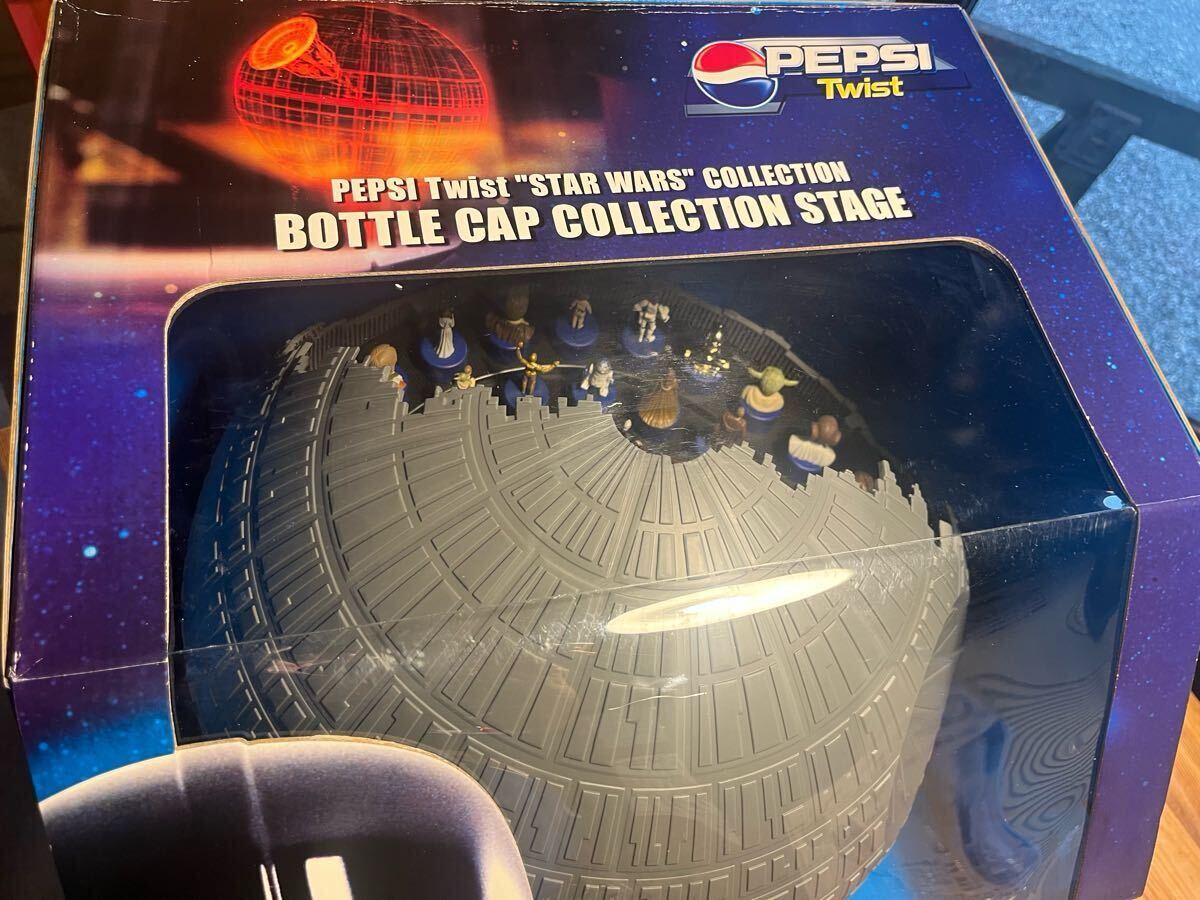 PEPSI
Twist
PEPSI Twist "STAR WARS" COLLECTION
BOTTLE CAP COLLECTION STAGE